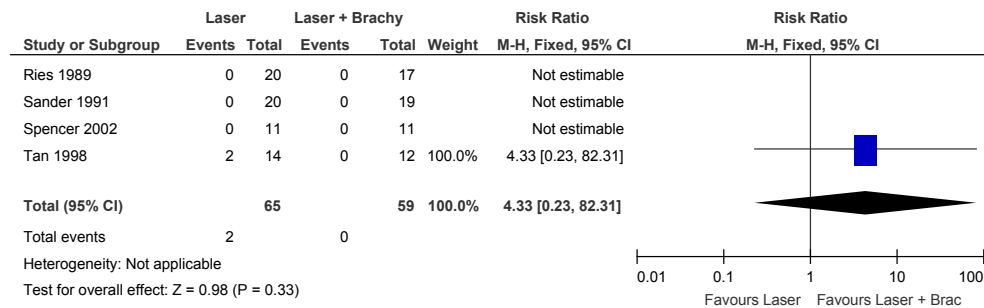 Laser Laser + Brachy Risk Ratio Risk Ratio
Study or Subgroup Events Total Events Total Weight M-H, Fixed, 95% CI M-H, Fixed, 95% CI
Ries 1989 0 20 0 17 Not estimable
Sander 1991 0 20 0 19 Not estimable
Spencer 2002 0 11 0 11 Not estimable
Tan 1998 2 14 0 12 100.0% 4.33 [0.23, 82.31]
Total (95% CI) 65 59 100.0% 4.33 [0.23, 82.31]
Total events 2 0
Heterogeneity: Not applicable
Test for overall effect: Z = 0.98 (P = 0.33)
0.01 0.1 1 10 100
Favours Laser Favours Laser + Brac